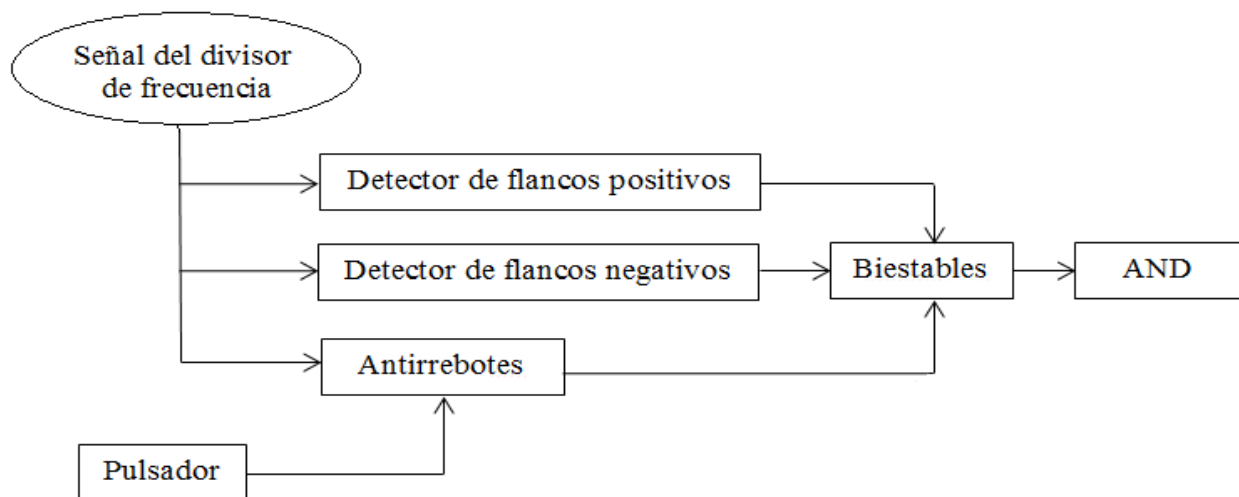 Señal del divisor
de frecuencia
Detector de flancos positivos
Detector de flancos negativos
Biestables
AND
Antirrebotes
Pulsador